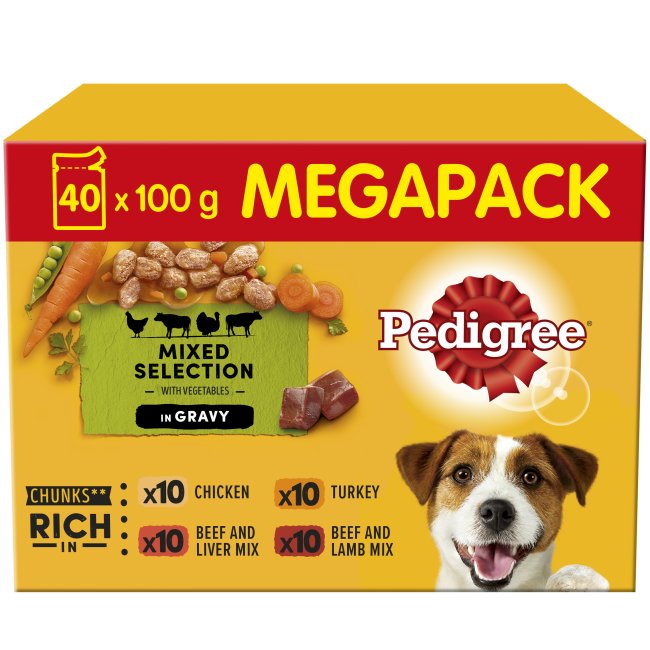 40 x 100 g MEGAPACK
Pedigree®
MIXED
SELECTION
WITH VEGETABLES
IN GRAVY
CHUNKS**
RICH
IN
x10 CHICKEN
x10 TURKEY
x10 BEEF AND
LIVER MIX
x10 BEEF AND
LAMB MIX